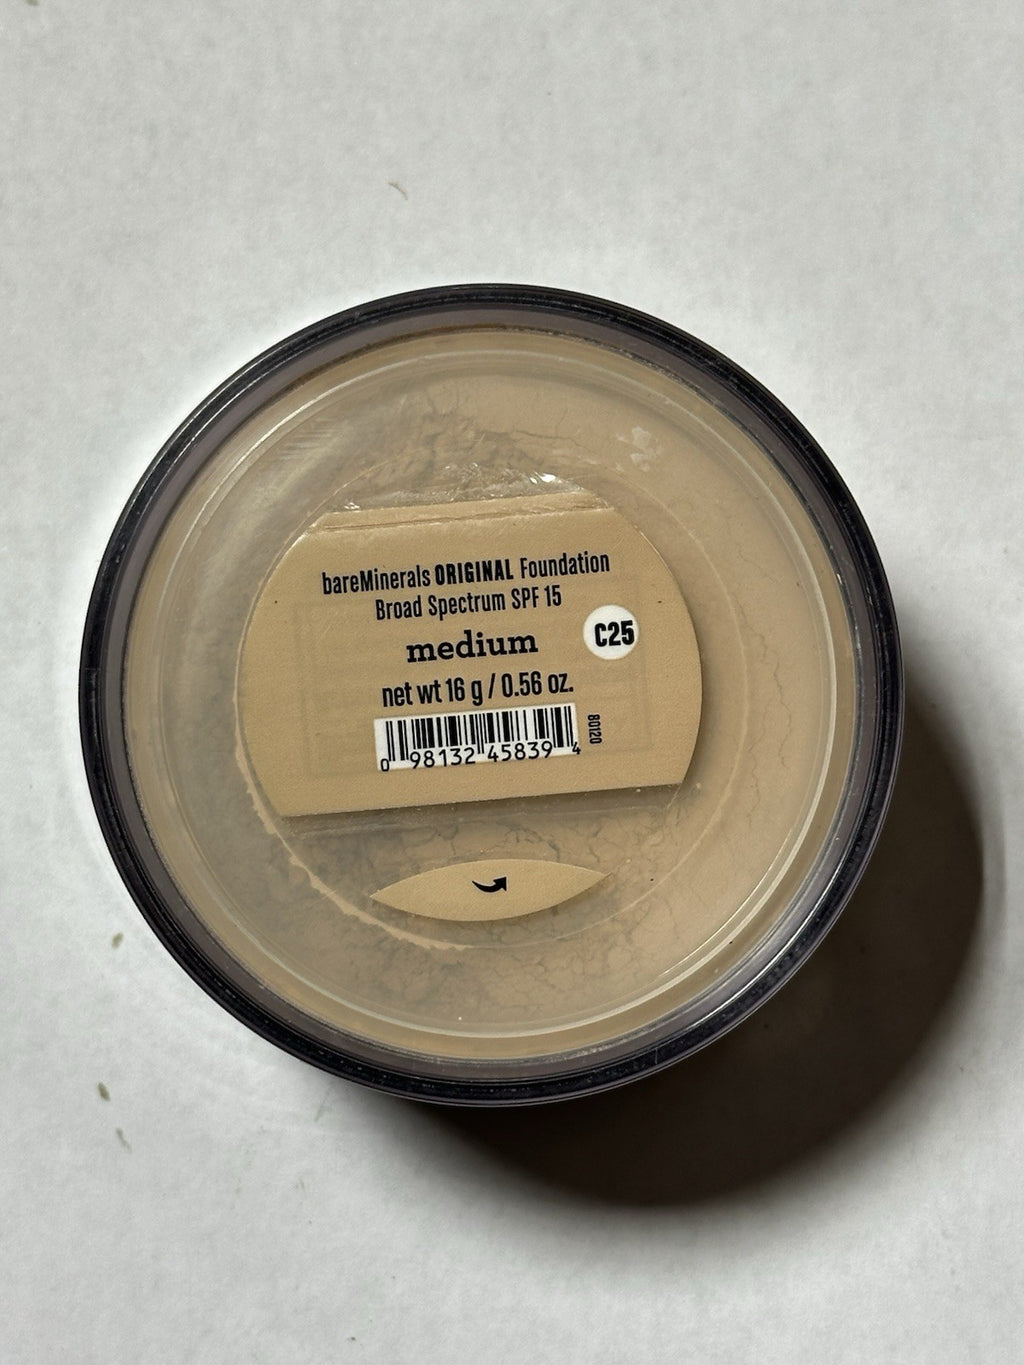 bareMinerals ORIGINAL Foundation
Broad Spectrum SPF 15
medium
C25
net wt 16 g / 0.56 oz.
80120
0 98132 45839 4